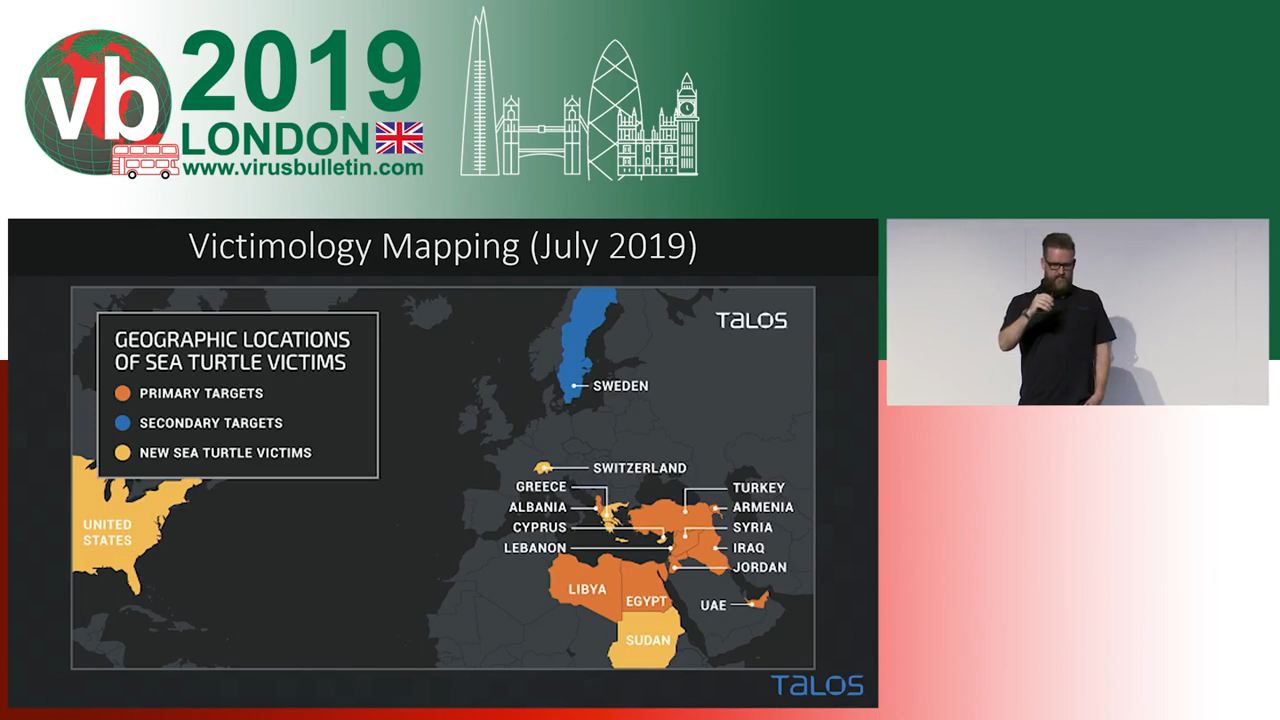 vb
2019
LONDON
www.virusbulletin.com
Victimology Mapping (July 2019)
TALOS
GEOGRAPHIC LOCATIONS
OF SEA TURTLE VICTIMS
PRIMARY TARGETS
SECONDARY TARGETS
NEW SEA TURTLE VICTIMS
SWEDEN
SWITZERLAND
GREECE
TURKEY
ALBANIA
ARMENIA
CYPRUS
SYRIA
LEBANON
IRAQ
JORDAN
UNITED
STATES
LIBYA
EGYPT
UAE
SUDAN
TALOS